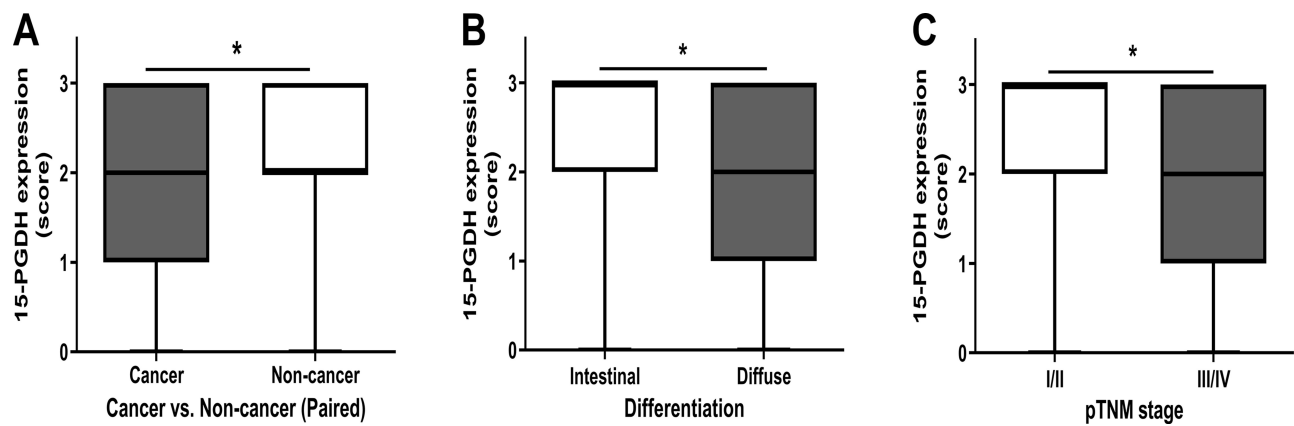 A
15-PGDH expression
(score)
3
2
1
0
*
Cancer
Non-cancer
Cancer vs. Non-cancer (Paired)
B
15-PGDH expression
(score)
3
2
1
0
*
Intestinal
Diffuse
Differentiation
C
15-PGDH expression
(score)
3
2
1
0
*
I/II
III/IV
pTNM stage